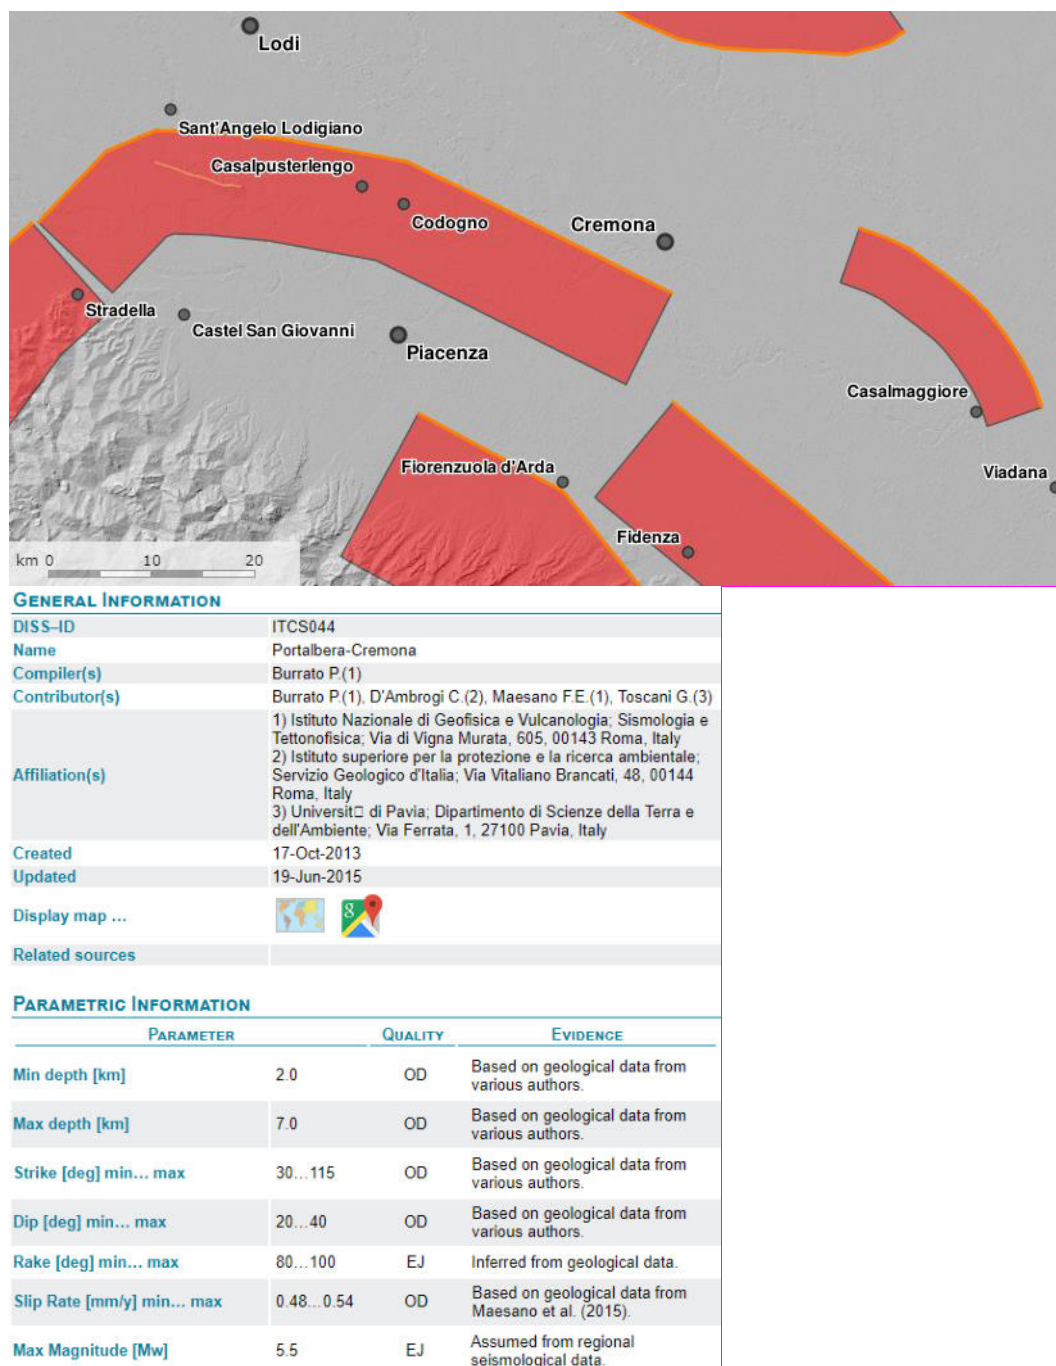 Lodi
Sant'Angelo Lodigiano
Casalpusterlengo
Codogno
Cremona
Stradella
Castel San Giovanni
Piacenza
Casalmaggiore
Fiorenzuola d'Arda
Viadana
Fidenza
km 0 10 20
GENERAL INFORMATION
DISS–ID ITCS044
Name Portalbera-Cremona
Compiler(s) Burrato P.(1)
Contributor(s) Burrato P.(1), D'Ambrogi C.(2), Maesano F.E.(1), Toscani G.(3)
Affiliation(s)
1) Istituto Nazionale di Geofisica e Vulcanologia; Sismologia e
Tettonofisica; Via di Vigna Murata, 605, 00143 Roma, Italy
2) Istituto superiore per la protezione e la ricerca ambientale;
Servizio Geologico d'Italia; Via Vitaliano Brancati, 48, 00144
Roma, Italy
3) Universit□ di Pavia; Dipartimento di Scienze della Terra e
dell'Ambiente; Via Ferrata, 1, 27100 Pavia, Italy
Created 17-Oct-2013
Updated 19-Jun-2015
Display map ...
g
Related sources
PARAMETRIC INFORMATION
PARAMETER QUALITY EVIDENCE
Min depth [km] 2.0 OD Based on geological data from
various authors.
Max depth [km] 7.0 OD Based on geological data from
various authors.
Strike [deg] min... max 30...115 OD Based on geological data from
various authors.
Dip [deg] min... max 20...40 OD Based on geological data from
various authors.
Rake [deg] min... max 80...100 EJ Inferred from geological data.
Slip Rate [mm/y] min... max 0.48...0.54 OD Based on geological data from
Maesano et al. (2015).
Max Magnitude [Mw] 5.5 EJ Assumed from regional
seismological data.